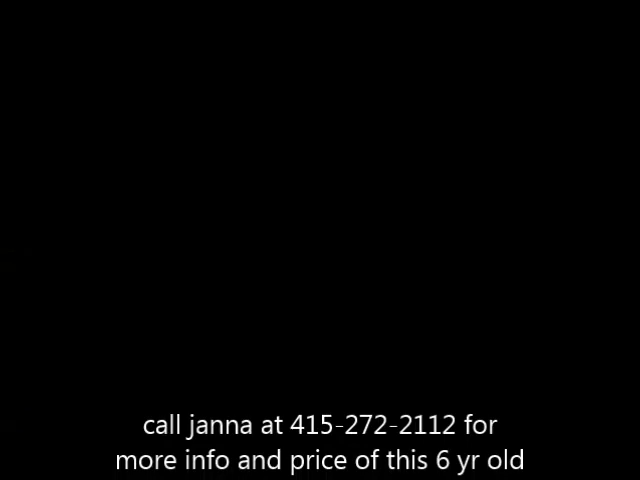 call janna at 415-272-2112 for
more info and price of this 6 yr old